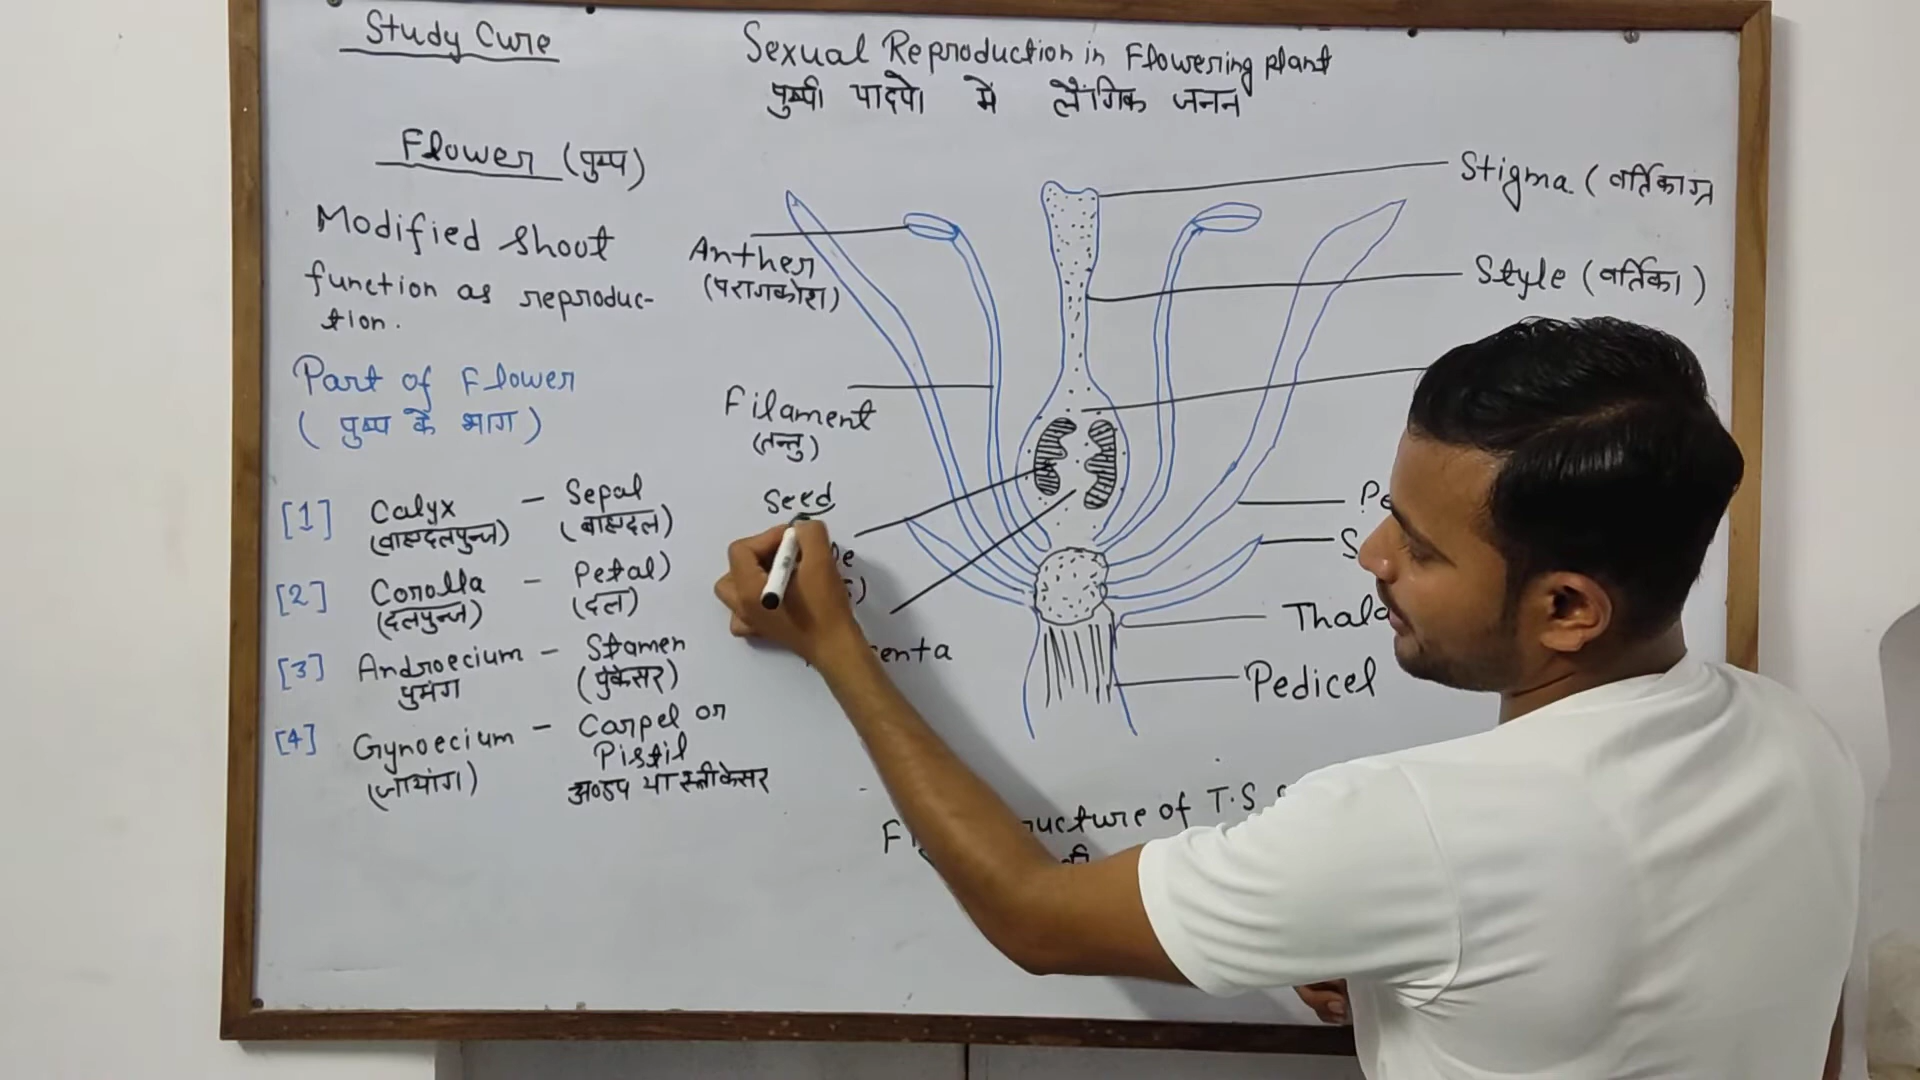 Study Cure
Sexual Reproduction in Flowering plant
पुष्पी पादपो में लैंगिक जनन
Flower (पुष्प)
Modified shoot
function as reproduc-
tion.
Part of Flower
( पुष्प के भाग )
[1] Calyx - Sepal
(बाह्यदलपुन्ज) (बाह्यदल)
[2] Corolla - Petal)
(दलपुन्ज) (दल)
[3] Androecium - Stamen
पुमंग (पुंकेसर)
[4] Gynoecium - Carpel or
Pistil
(जायांग) अण्डप या स्त्रीकेसर
Stigma (वर्तिकाग्र
Anther
(परागकोश)
Style (वर्तिका)
Filament
(तन्तु)
Seed
Pedicel
of T.S